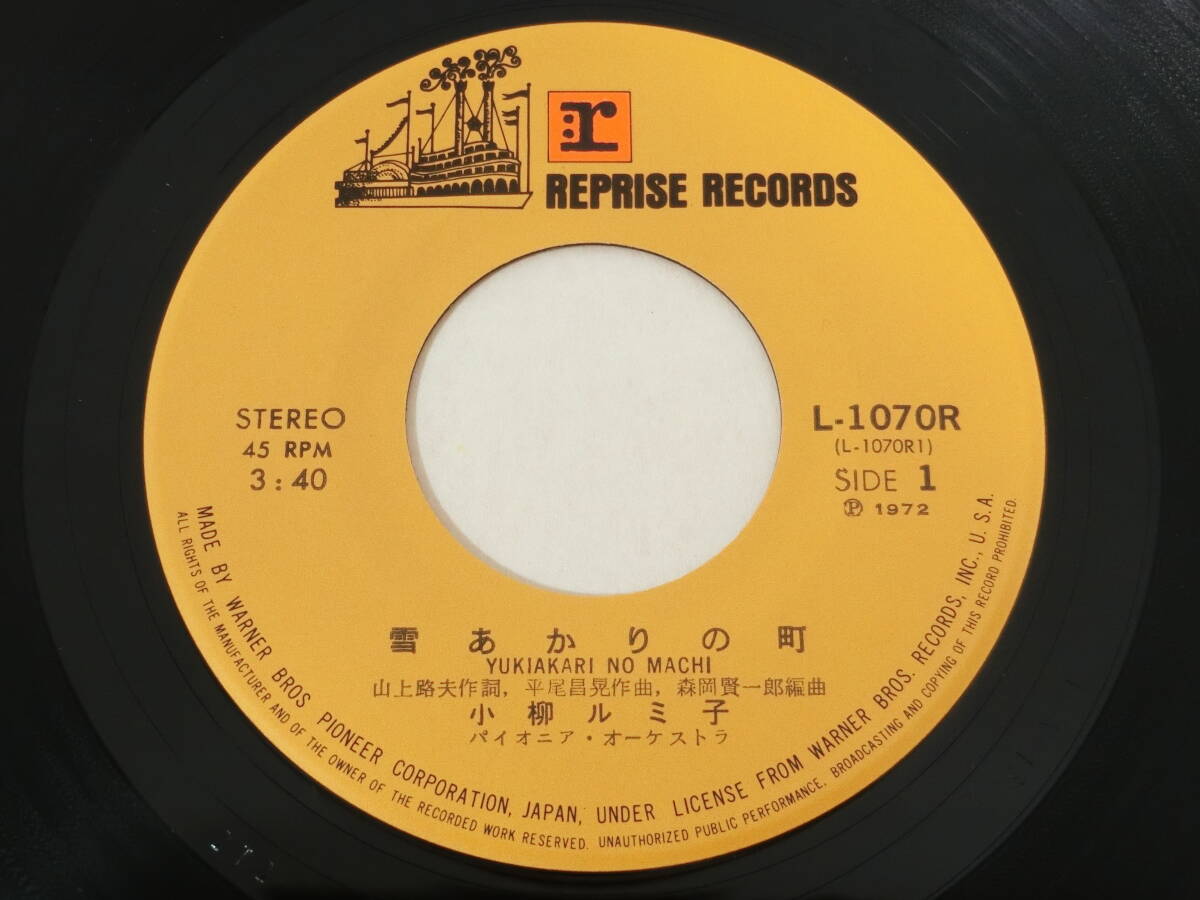 r
REPRISE RECORDS
STEREO
45 RPM
3:40
L-1070R
(L-1070R1)
SIDE 1
Ⓟ 1972
雪あかりの町
YUKIAKARI NO MACHI
山上路夫作詞, 平尾昌晃作曲, 森岡賢一郎編曲
小柳ルミ子
パイオニア・オーケストラ
MADE BY WARNER BROS PIONEER CORPORATION, JAPAN, UNDER LICENSE FROM WARNER BROS. RECORDS, INC., U.S.A.
ALL RIGHTS OF THE MANUFACTURER AND OF THE OWNER OF THE RECORDED WORK RESERVED. UNAUTHORIZED PUBLIC PERFORMANCE, BROADCASTING AND COPYING OF THIS RECORD PROHIBITED.